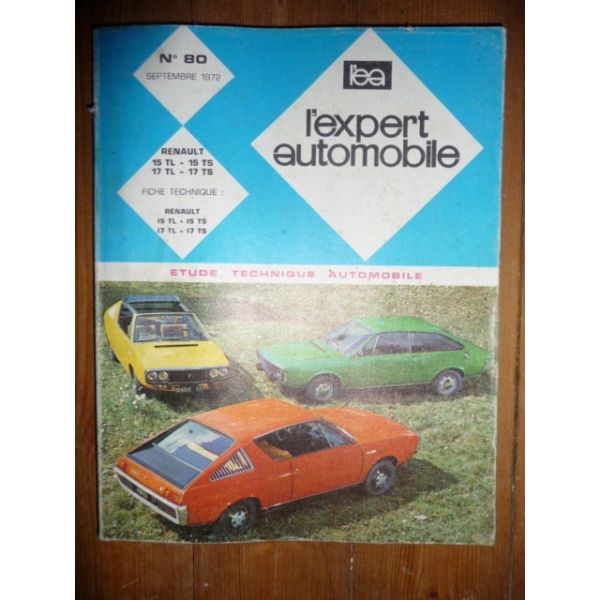 N° 80
SEPTEMBRE 1972
l'ea
l'expert
automobile
RENAULT
15 TL - 15 TS
17 TL - 17 TS
FICHE TECHNIQUE :
RENAULT
15 TL - 15 TS
17 TL - 17 TS
ETUDE TECHNIQUE AUTOMOBILE